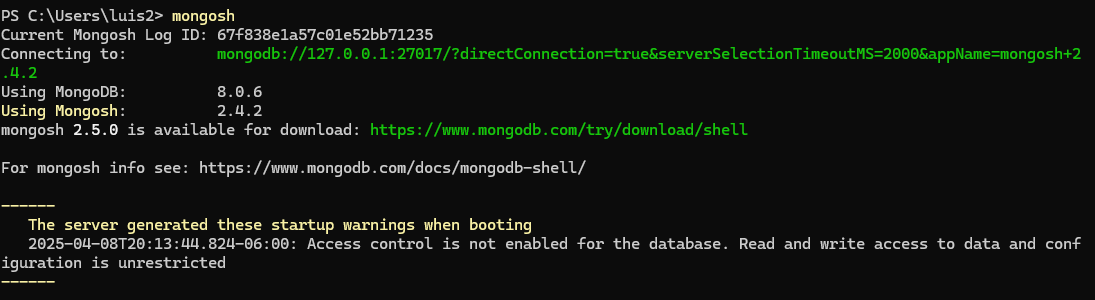 PS C:\Users\luis2> mongosh
Current Mongosh Log ID: 67f838e1a57c01e52bb71235
Connecting to:          mongodb://127.0.0.1:27017/?directConnection=true&serverSelectionTimeoutMS=2000&appName=mongosh+2
.4.2
Using MongoDB:          8.0.6
Using Mongosh:          2.4.2
mongosh 2.5.0 is available for download: https://www.mongodb.com/try/download/shell

For mongosh info see: https://www.mongodb.com/docs/mongodb-shell/

------
   The server generated these startup warnings when booting
   2025-04-08T20:13:44.824-06:00: Access control is not enabled for the database. Read and write access to data and conf
iguration is unrestricted
------